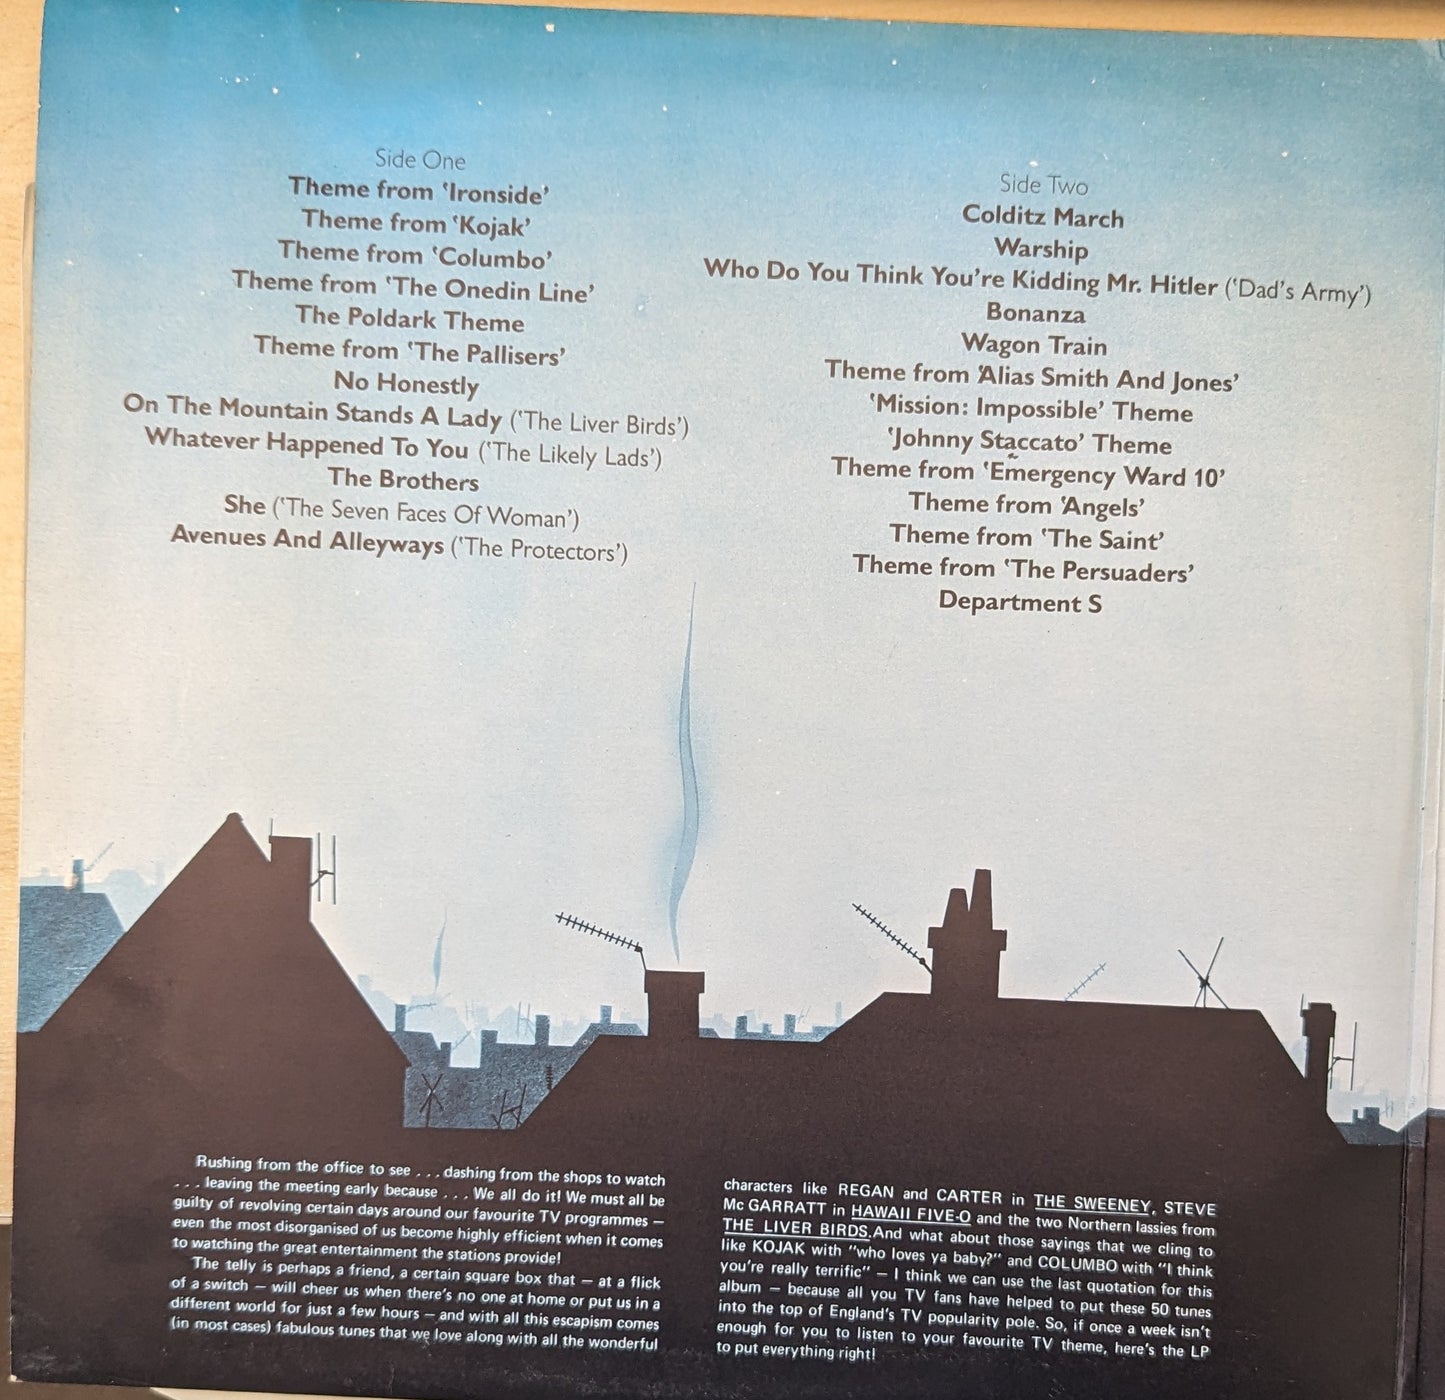 Side One
Theme from ‘Ironside’
Theme from ‘Kojak’
Theme from ‘Columbo’
Theme from ‘The Onedin Line’
The Poldark Theme
Theme from ‘The Pallisers’
No Honestly
On The Mountain Stands A Lady (‘The Liver Birds’)
Whatever Happened To You (‘The Likely Lads’)
The Brothers
She (‘The Seven Faces Of Woman’)
Avenues And Alleyways (‘The Protectors’)
Side Two
Colditz March
Warship
Who Do You Think You’re Kidding Mr. Hitler (‘Dad’s Army’)
Bonanza
Wagon Train
Theme from ‘Alias Smith And Jones’
‘Mission: Impossible’ Theme
‘Johnny Staccato’ Theme
Theme from ‘Emergency Ward 10’
Theme from ‘Angels’
Theme from ‘The Saint’
Theme from ‘The Persuaders’
Department S
Rushing from the office to see . . . dashing from the shops to watch
. . . leaving the meeting early because . . . We all do it! We must all be
guilty of revolving certain days around our favourite TV programmes –
even the most disorganised of us become highly efficient when it comes
to watching the great entertainment the stations provide!
The telly is perhaps a friend, a certain square box that – at a flick
of a switch – will cheer us when there's no one at home or put us in a
different world for just a few hours – and with all this escapism comes
(in most cases) fabulous tunes that we love along with all the wonderful
characters like REGAN and CARTER in THE SWEENEY, STEVE
Mc GARRATT in HAWAII FIVE-O and the two Northern lassies from
THE LIVER BIRDS. And what about those sayings that we cling to
like KOJAK with "who loves ya baby?" and COLUMBO with "I think
you're really terrific" – I think we can use the last quotation for this
album – because all you TV fans have helped to put these 50 tunes
into the top of England's TV popularity pole. So, if once a week isn't
enough for you to listen to your favourite TV theme, here's the LP
to put everything right!